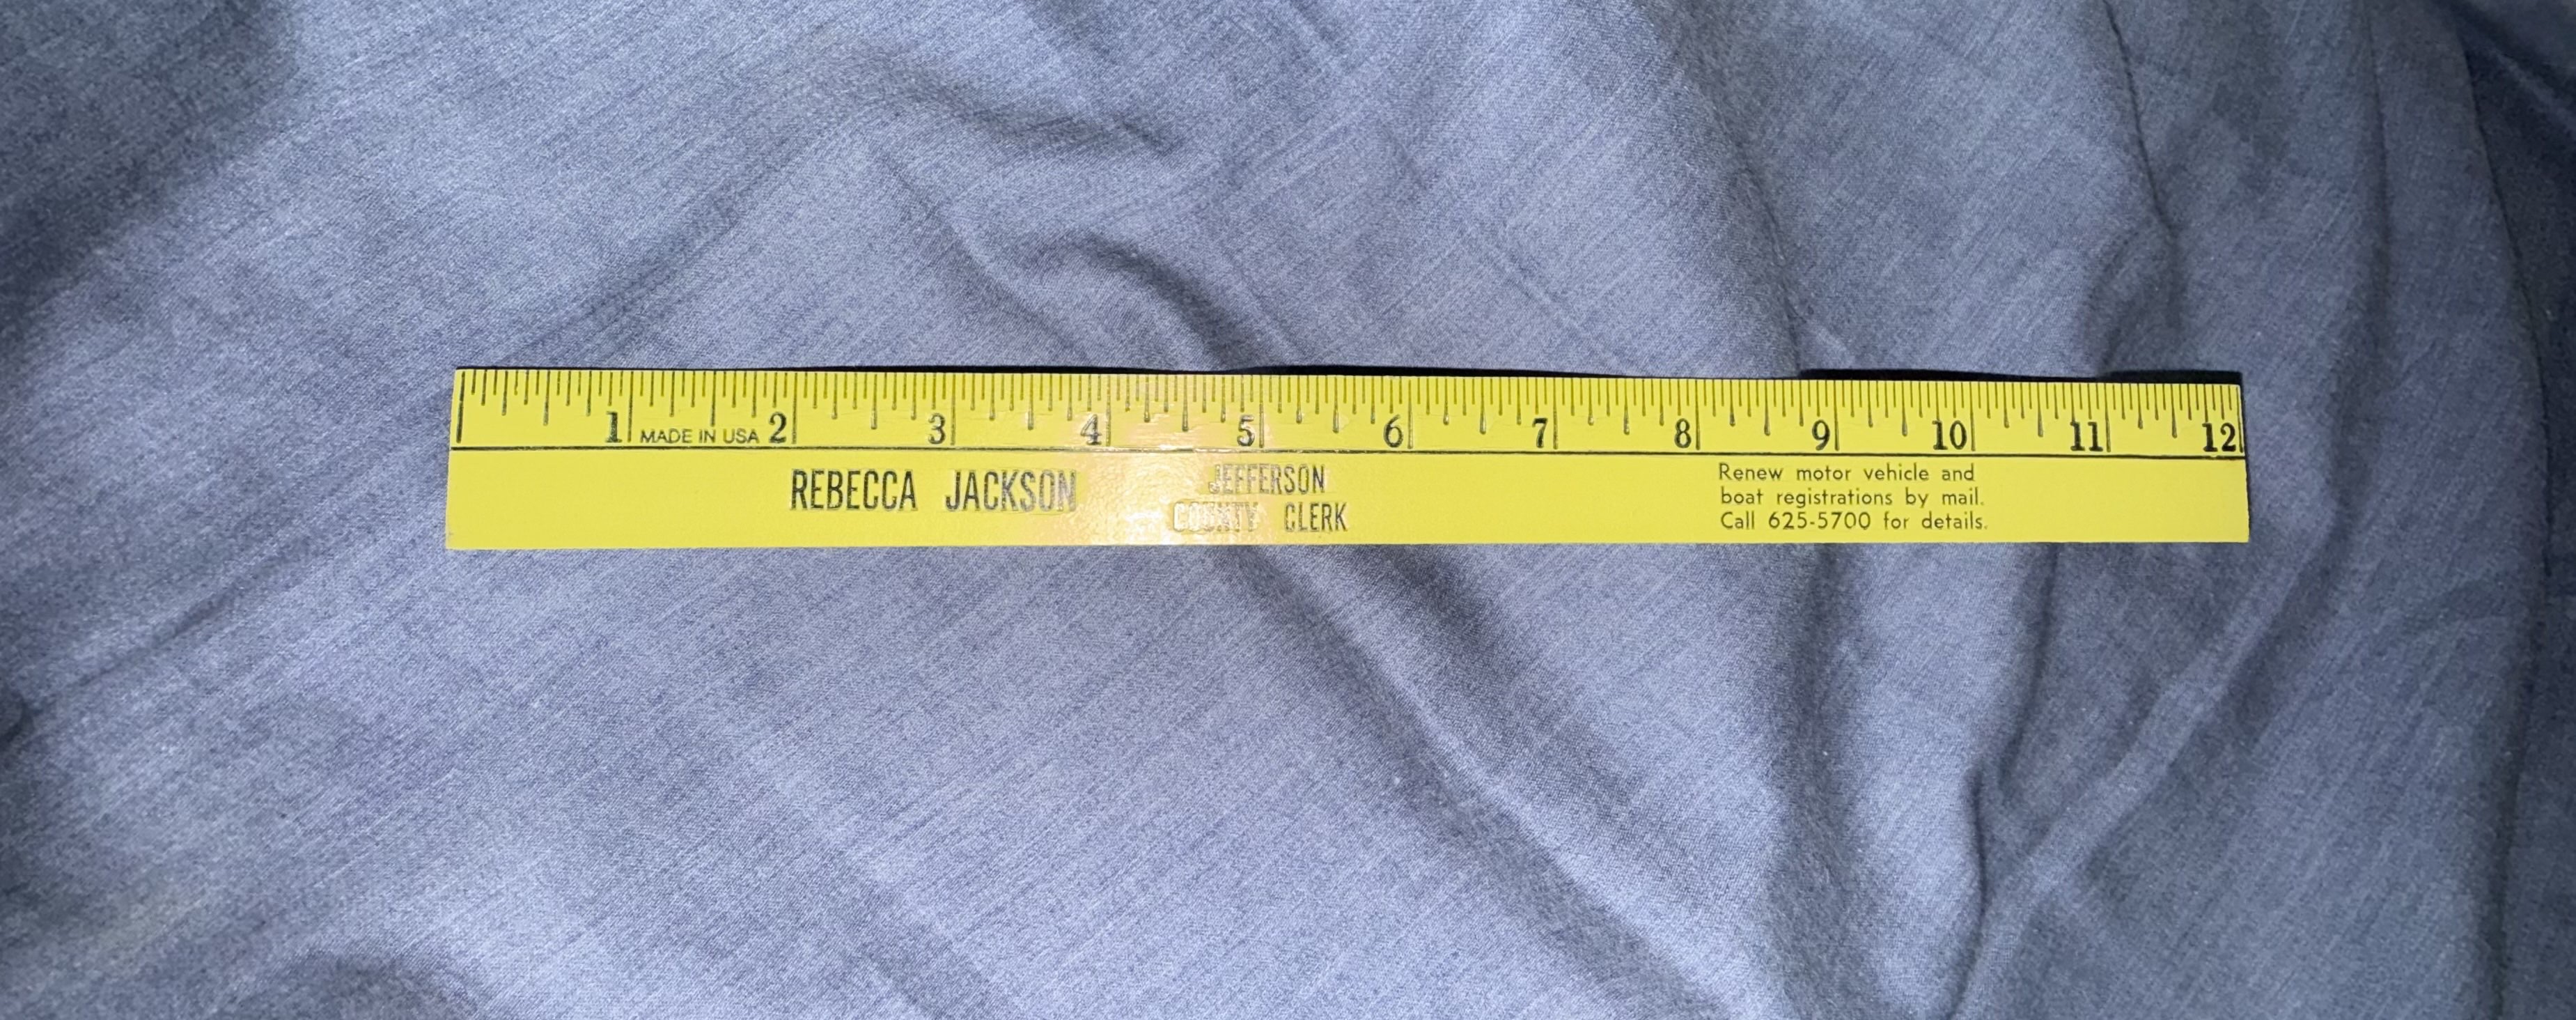 1 MADE IN USA 2 3 4 5 6 7 8 9 10 11 12
REBECCA JACKSON
JEFFERSON
COUNTY CLERK
Renew motor vehicle and
boat registrations by mail.
Call 625-5700 for details.